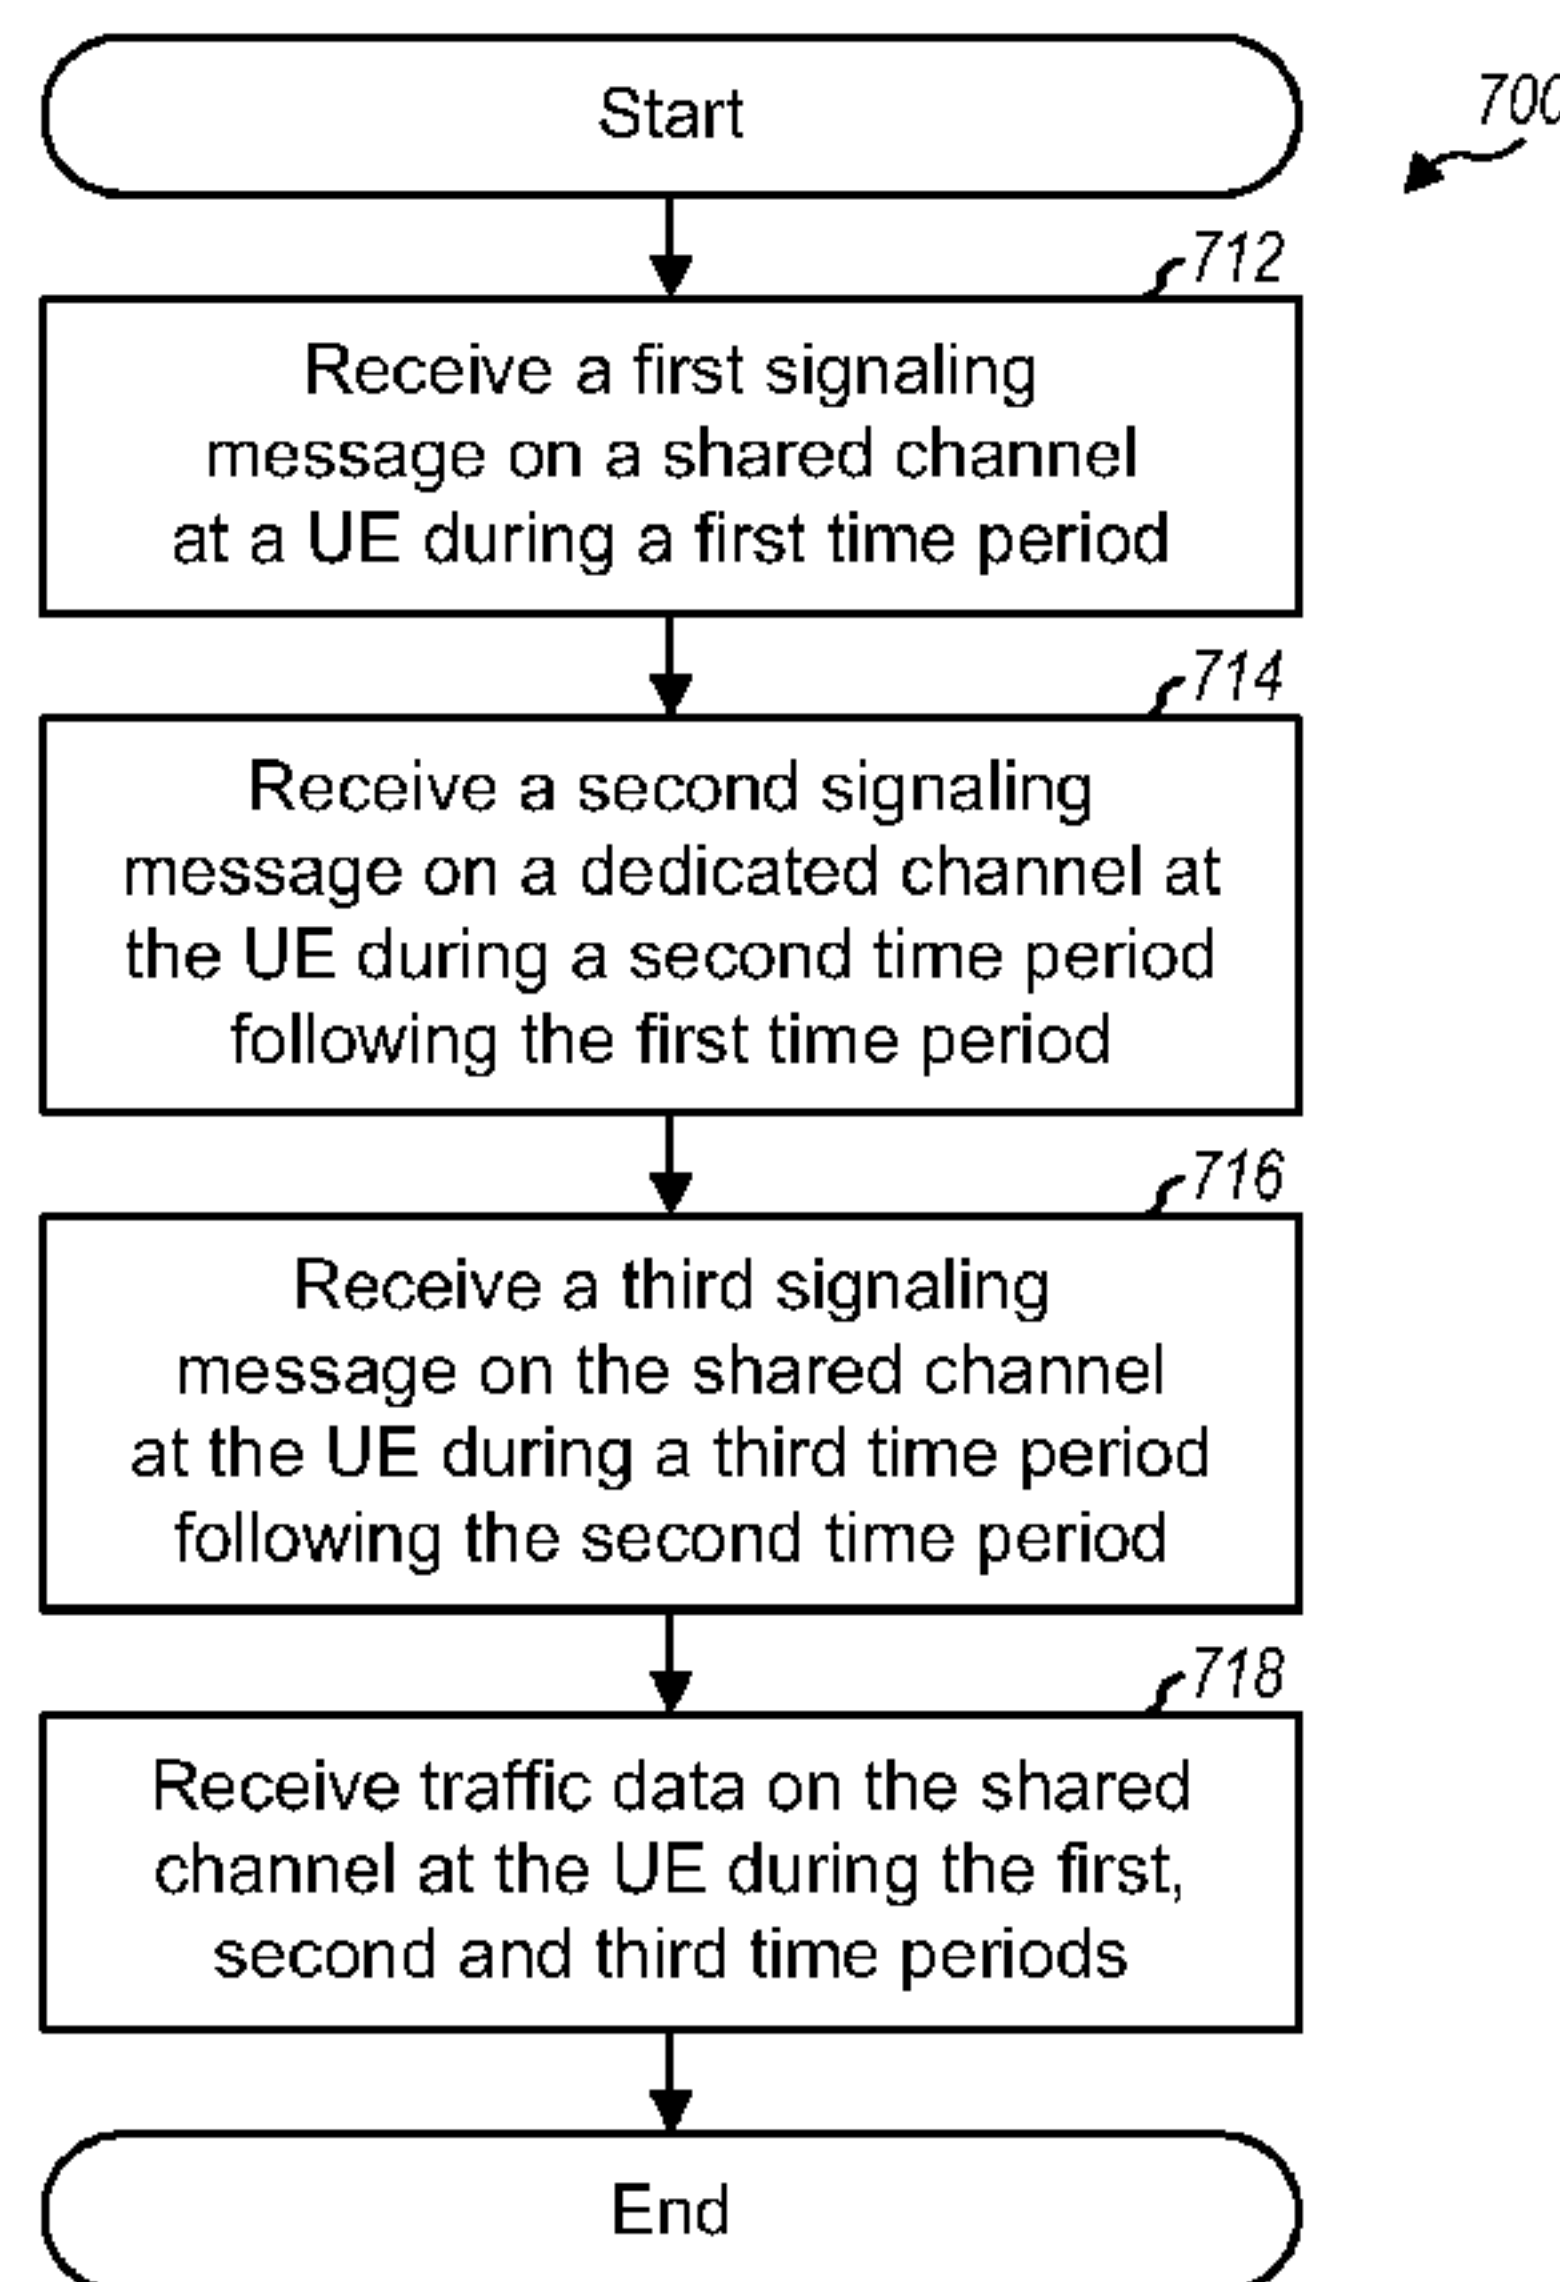 Start
700
712
Receive a first signaling
message on a shared channel
at a UE during a first time period
714
Receive a second signaling
message on a dedicated channel at
the UE during a second time period
following the first time period
716
Receive a third signaling
message on the shared channel
at the UE during a third time period
following the second time period
718
Receive traffic data on the shared
channel at the UE during the first,
second and third time periods
End